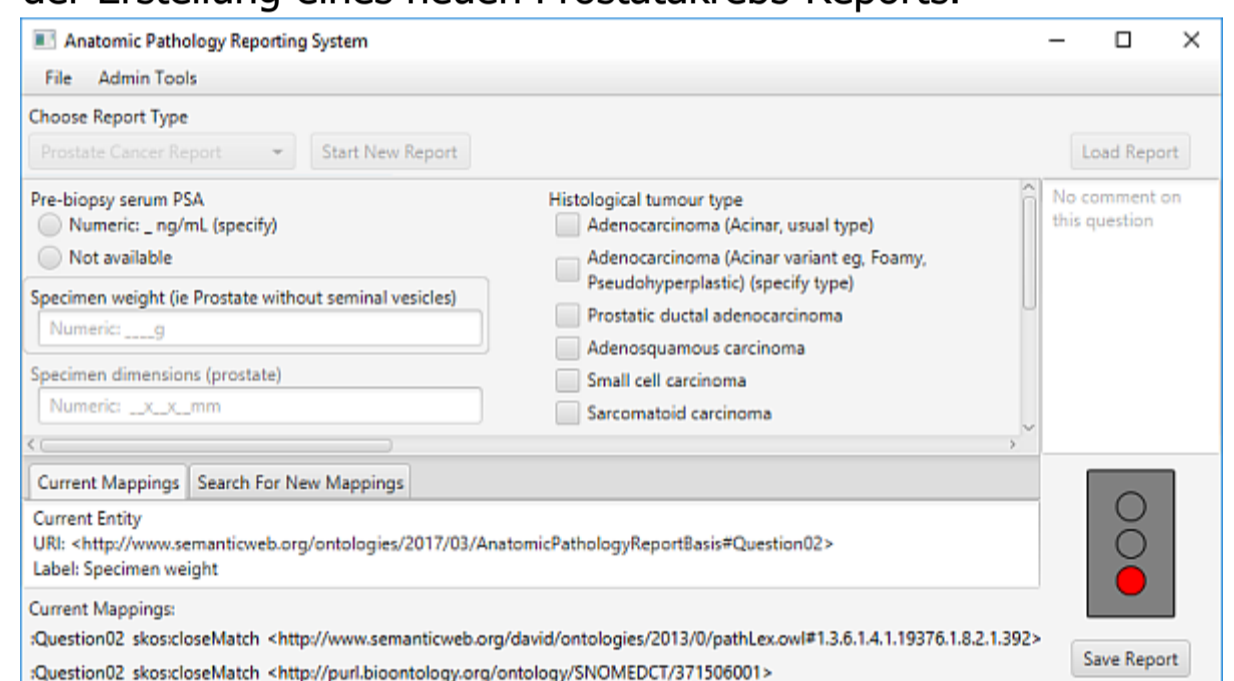 der Erstellung eines neuen Prostatakrebs-Reports.
Anatomic Pathology Reporting System
File Admin Tools
Choose Report Type
Prostate Cancer Report Start New Report Load Report
Pre-biopsy serum PSA
Numeric: _ ng/mL (specify)
Not available
Specimen weight (ie Prostate without seminal vesicles)
Numeric: ____g
Specimen dimensions (prostate)
Numeric: __x__x__mm
Histological tumour type
Adenocarcinoma (Acinar, usual type)
Adenocarcinoma (Acinar variant eg, Foamy,
Pseudohyperplastic) (specify type)
Prostatic ductal adenocarcinoma
Adenosquamous carcinoma
Small cell carcinoma
Sarcomatoid carcinoma
No comment on
this question
Current Mappings Search For New Mappings
Current Entity
URI: <http://www.semanticweb.org/ontologies/2017/03/AnatomicPathologyReportBasis#Question02>
Label: Specimen weight
Current Mappings:
:Question02 skos:closeMatch <http://www.semanticweb.org/david/ontologies/2013/0/pathLex.owl#1.3.6.1.4.1.19376.1.8.2.1.392>
:Question02 skos:closeMatch <http://purl.bioontology.org/ontology/SNOMEDCT/371506001>
Save Report